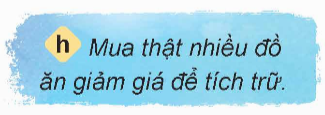 h Mua thật nhiều đồ
ăn giảm giá để tích trữ.